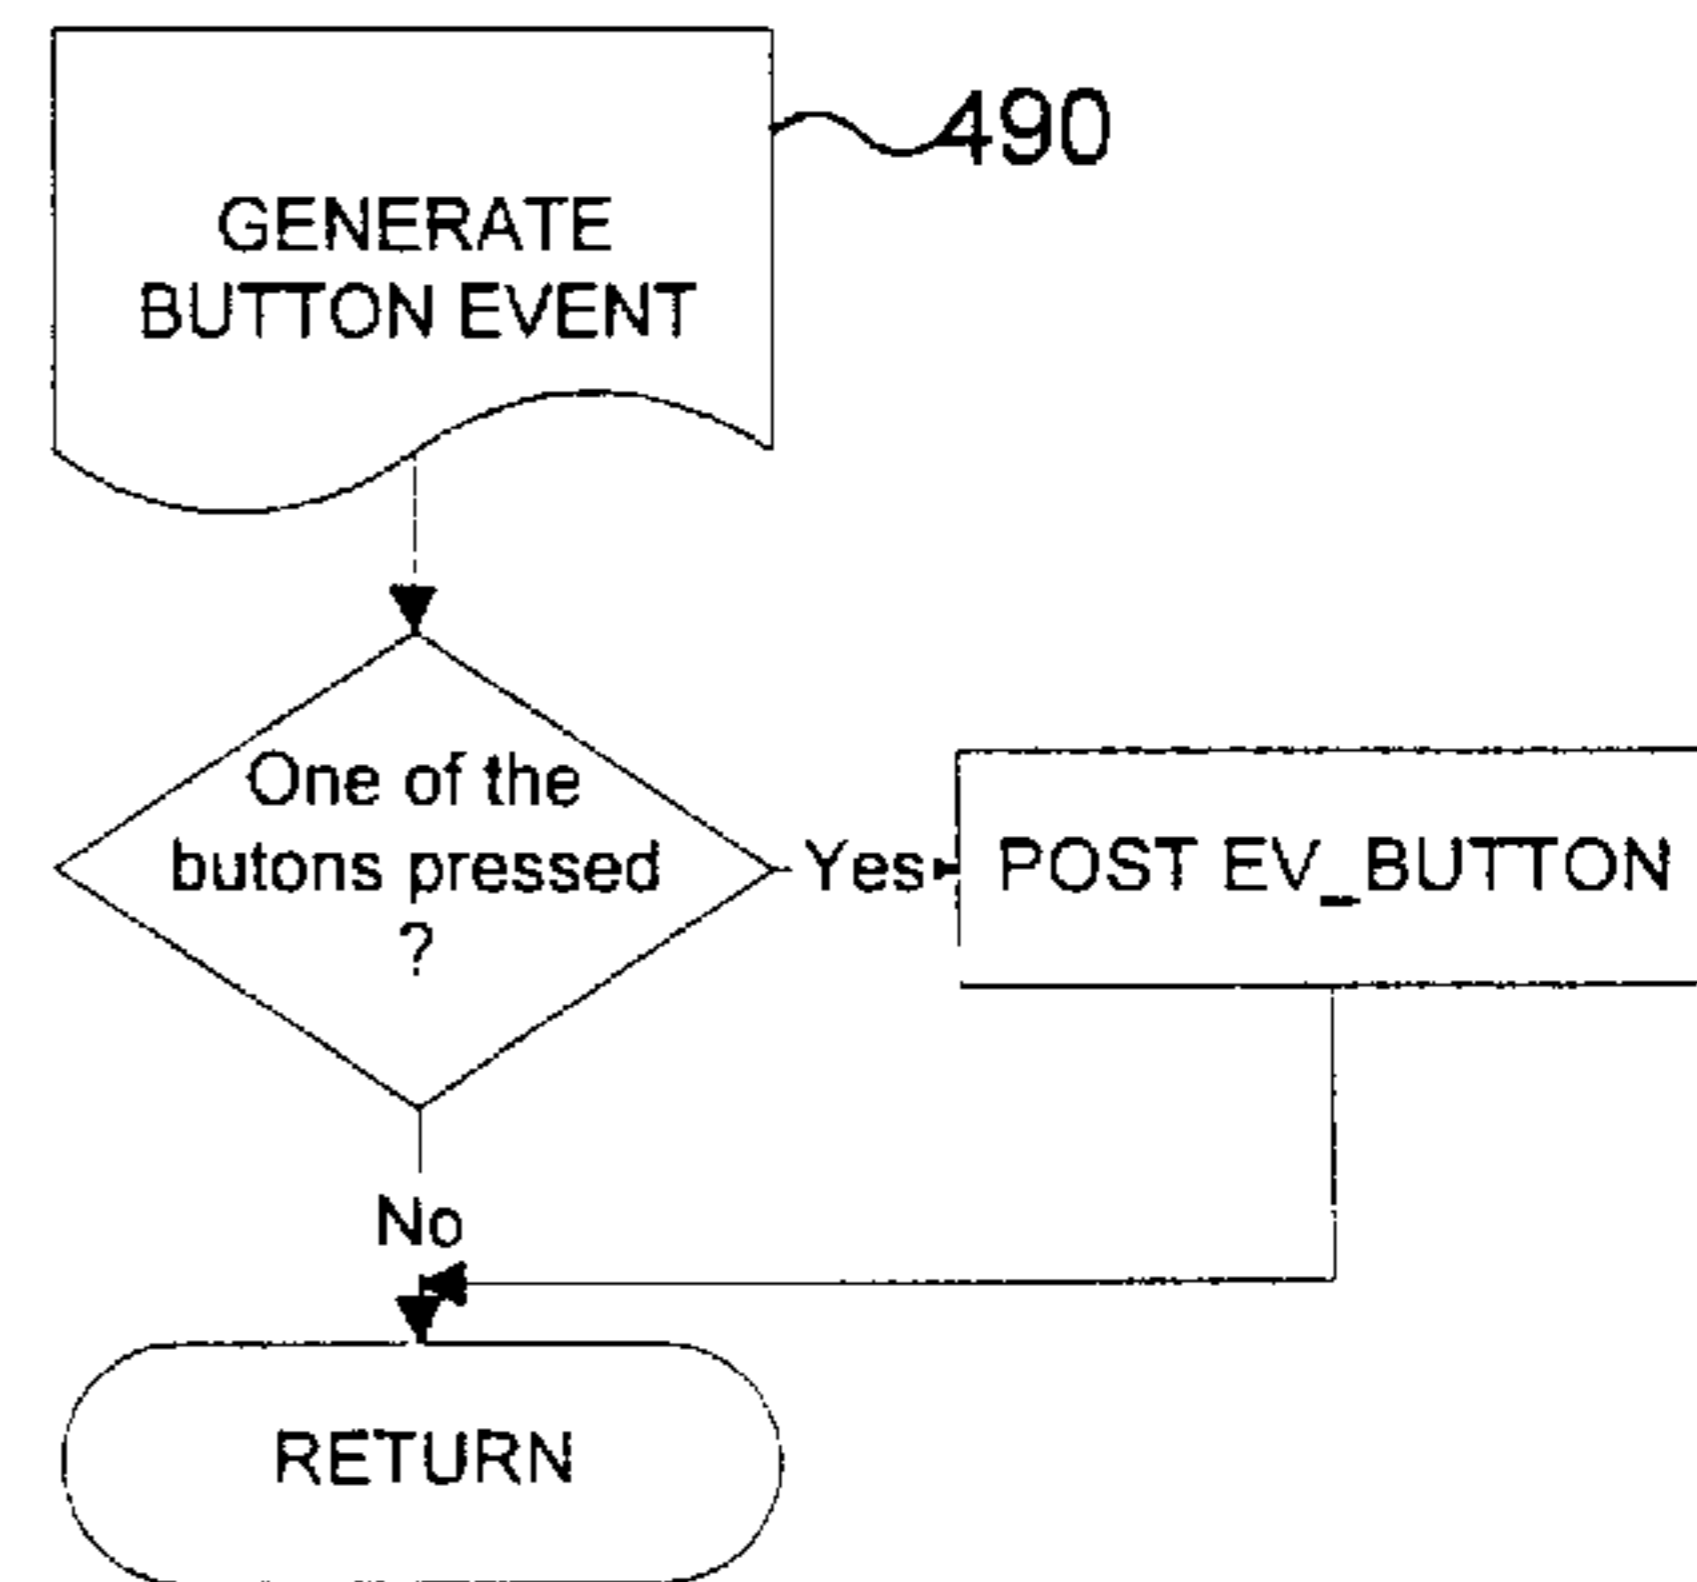 490
GENERATE
BUTTON EVENT
One of the
butons pressed
?
Yes
POST EV_BUTTON
No
RETURN